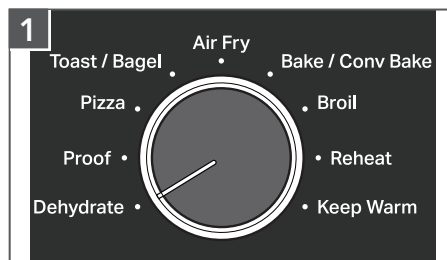 1
Air Fry
Toast / Bagel
Bake / Conv Bake
Pizza
Broil
Proof
Reheat
Dehydrate
Keep Warm